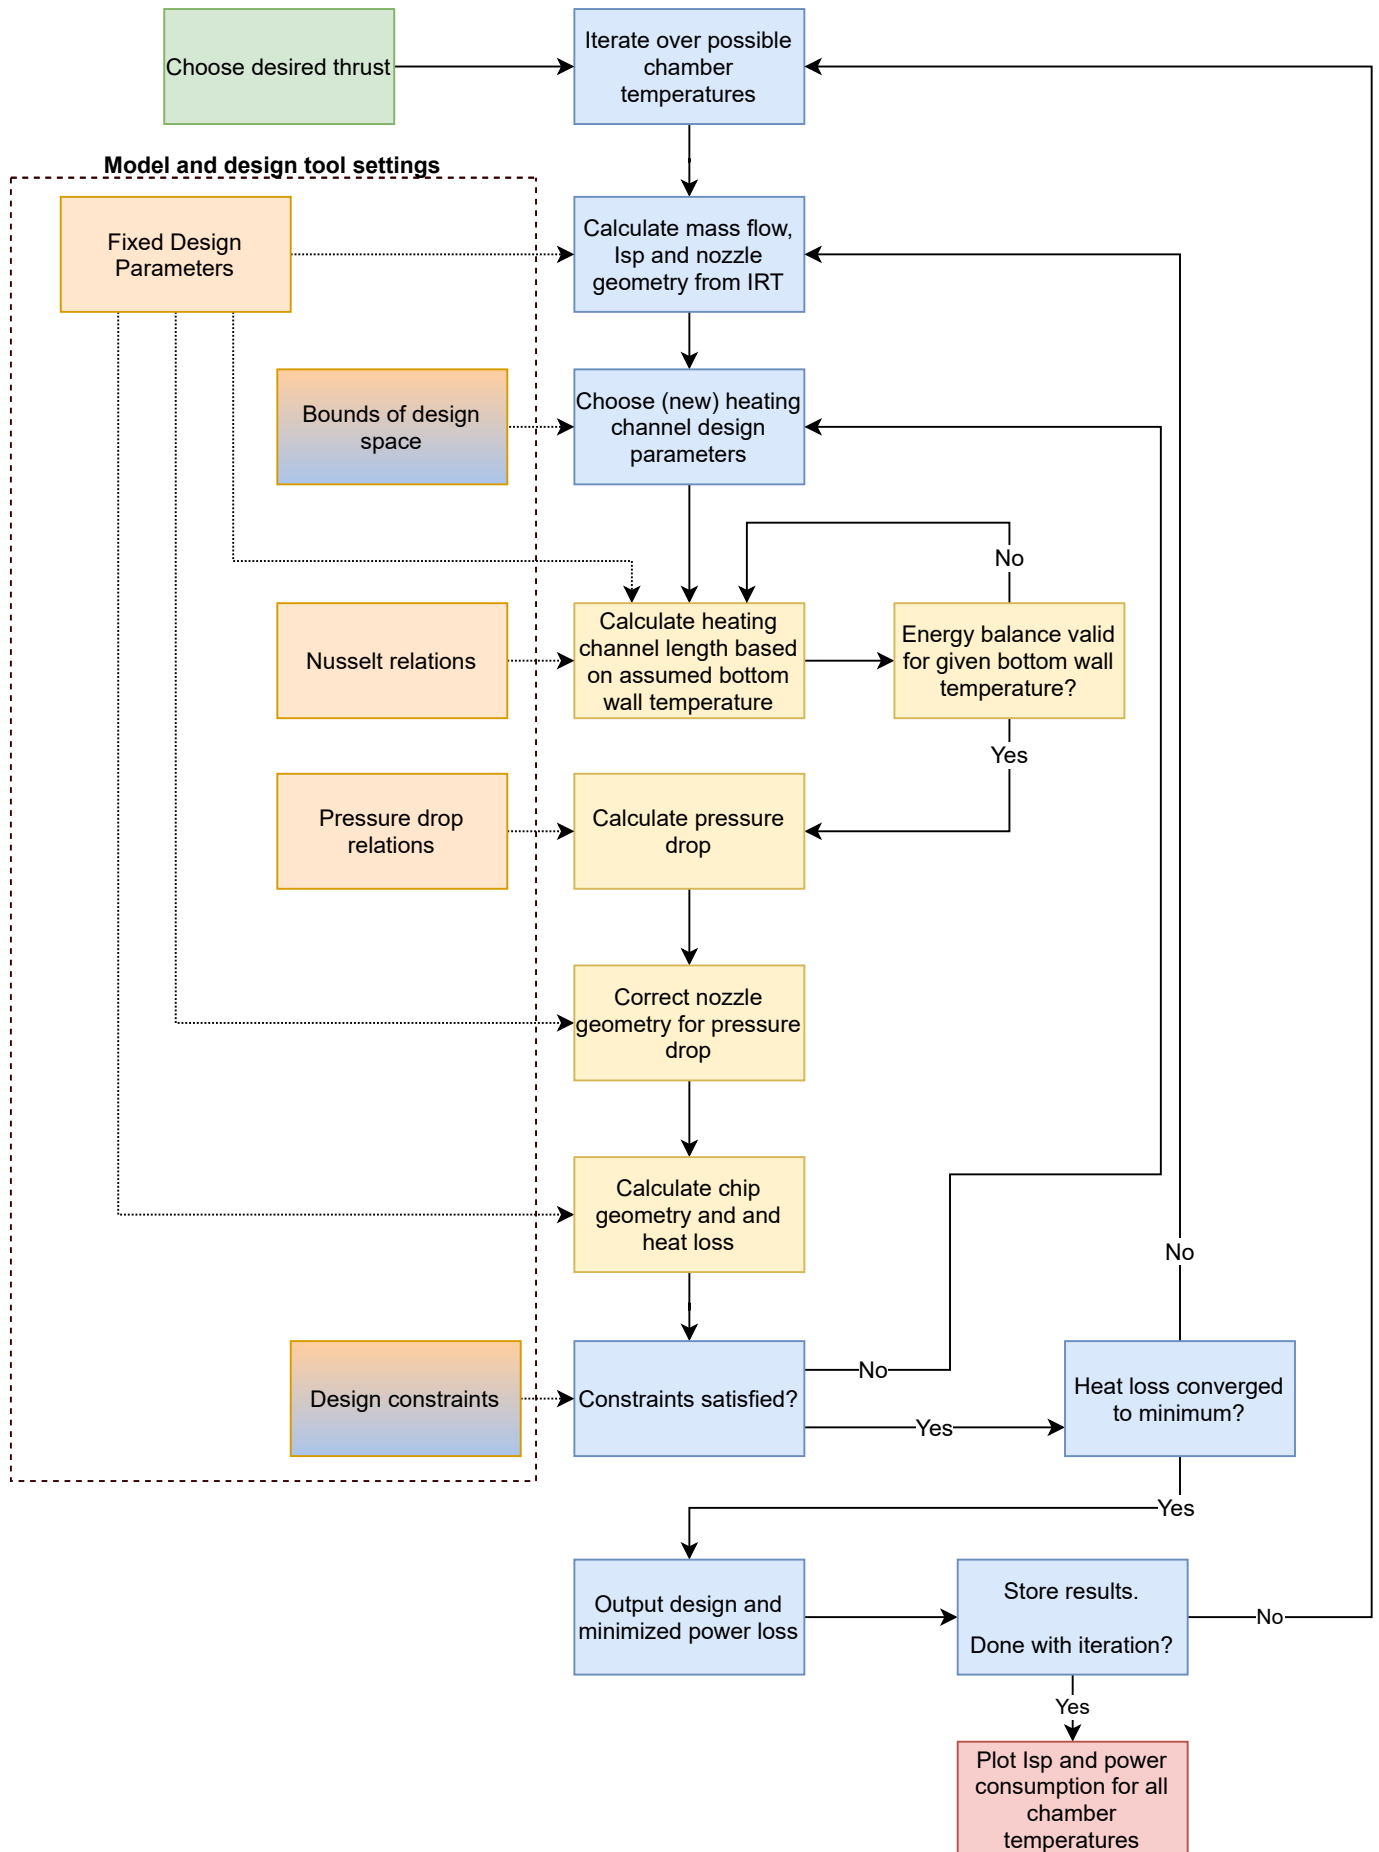 Choose desired thrust
Iterate over possible
chamber
temperatures
Model and design tool settings
Fixed Design
Parameters
Calculate mass flow,
Isp and nozzle
geometry from IRT
Bounds of design
space
Choose (new) heating
channel design
parameters
No
Nusselt relations
Calculate heating
channel length based
on assumed bottom
wall temperature
Energy balance valid
for given bottom wall
temperature?
Yes
Pressure drop
relations
Calculate pressure
drop
Correct nozzle
geometry for pressure
drop
Calculate chip
geometry and and
heat loss
No
Design constraints
Constraints satisfied?
No
Yes
Heat loss converged
to minimum?
Yes
Output design and
minimized power loss
Store results.
Done with iteration?
No
Yes
Plot Isp and power
consumption for all
chamber
temperatures